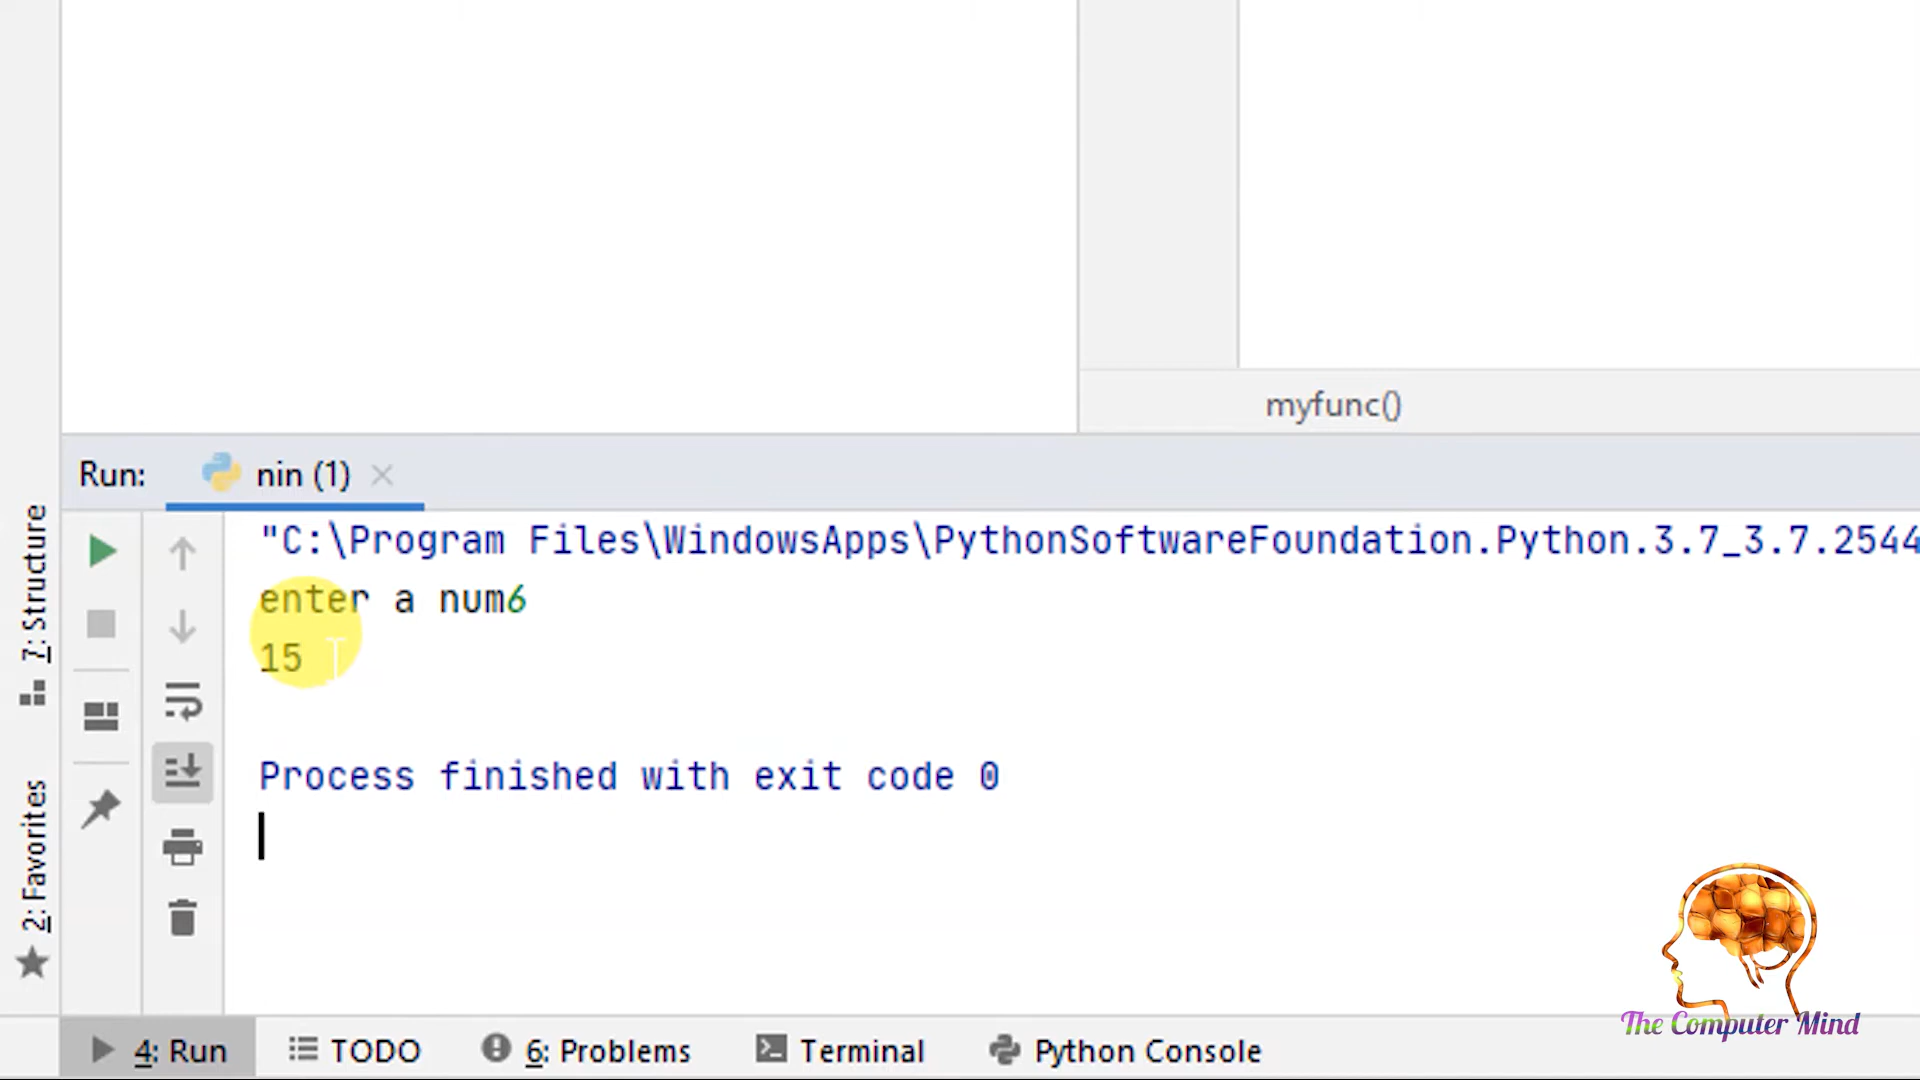 myfunc()
Run: nin (1)
"C:\Program Files\WindowsApps\PythonSoftwareFoundation.Python.3.7_3.7.2544
enter a num6
15
Process finished with exit code 0
7: Structure
2: Favorites
4: Run TODO 6: Problems Terminal Python Console
The Computer Mind